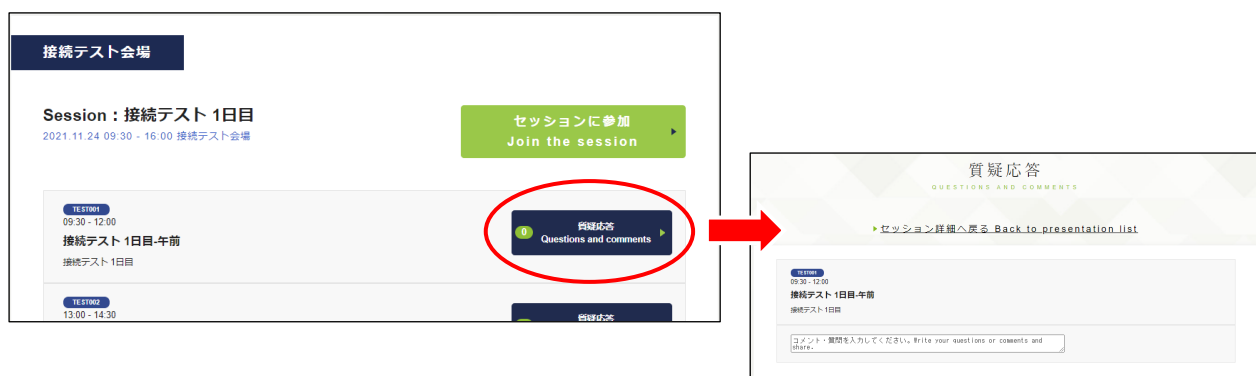 接続テスト会場
Session：接続テスト 1日目
2021.11.24 09:30 - 16:00 接続テスト会場
セッションに参加
Join the session
TEST001
09:30 - 12:00
接続テスト 1日目-午前
接続テスト 1日目
0
質疑応答
Questions and comments
TEST002
13:00 - 14:30
質疑応答
質疑応答
QUESTIONS AND COMMENTS
セッション詳細へ戻る Back to presentation list
TEST001
09:30 - 12:00
接続テスト 1日目-午前
接続テスト 1日目
コメント・質問を入力してください。Write your questions or comments and
share.